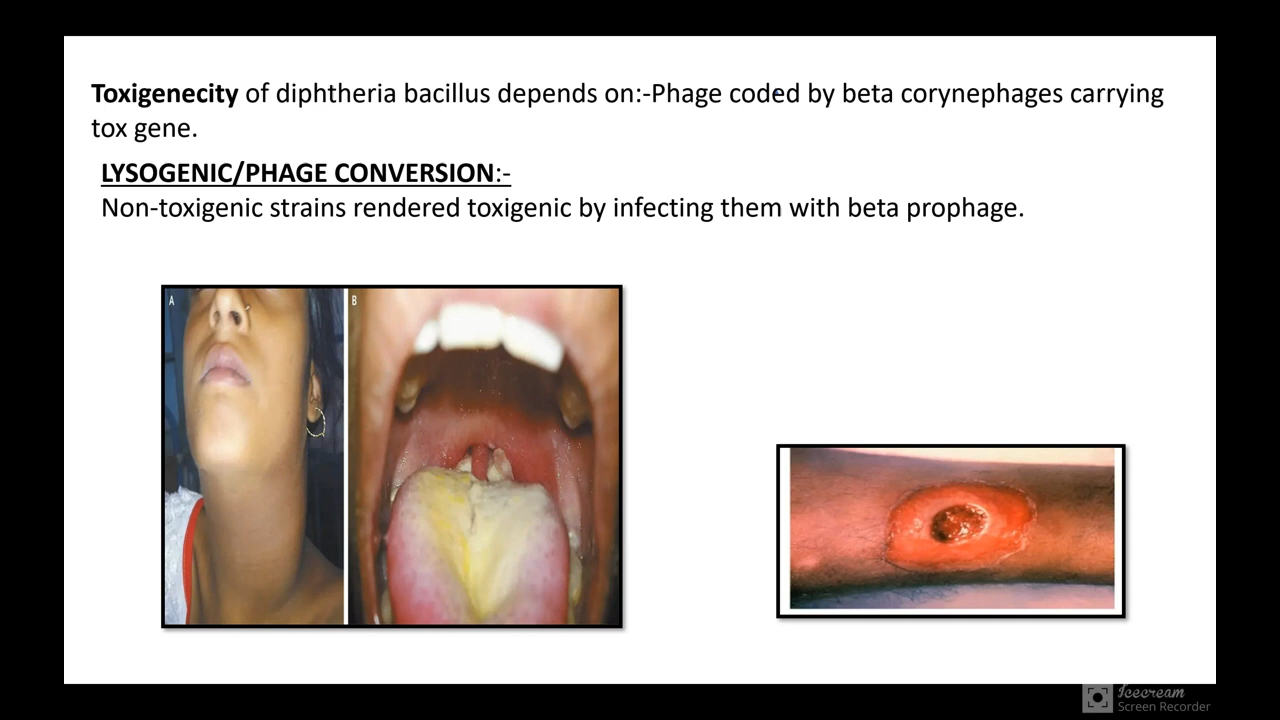 Toxigenecity of diphtheria bacillus depends on:-Phage coded by beta corynephages carrying
tox gene.
LYSOGENIC/PHAGE CONVERSION:-
Non-toxigenic strains rendered toxigenic by infecting them with beta prophage.
A
B
Icecream
Screen Recorder